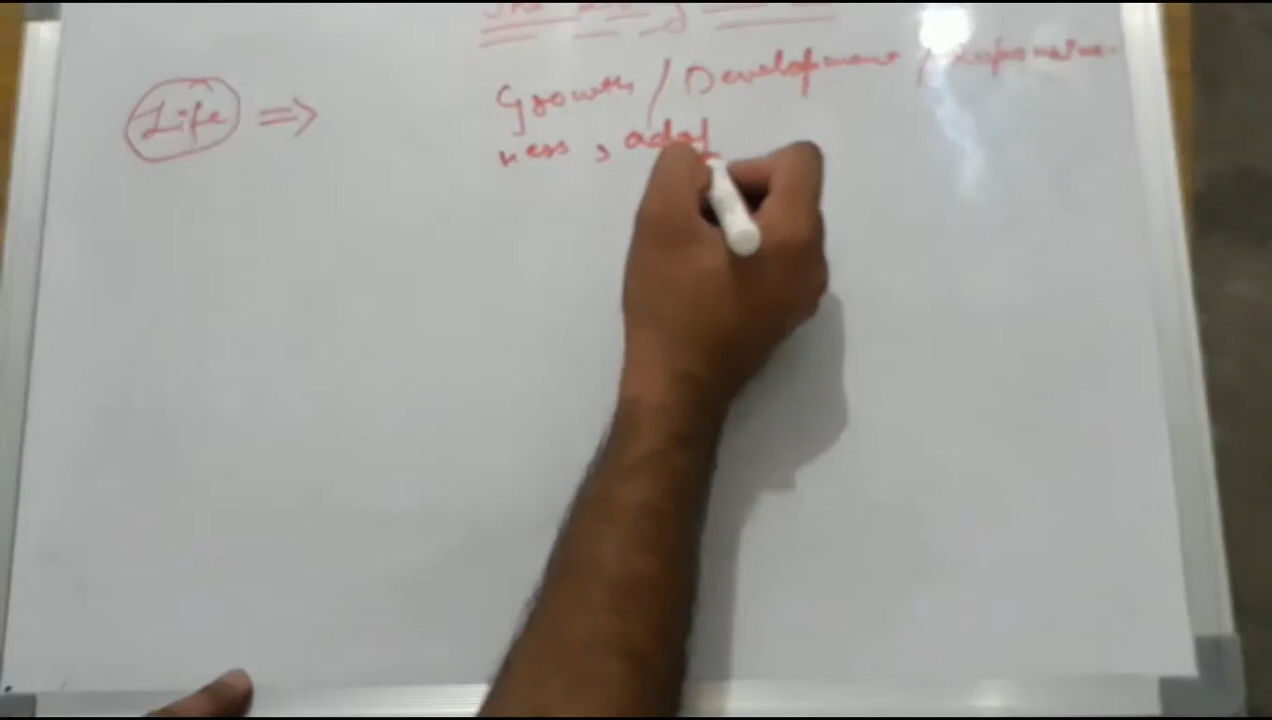 Life ⇒ Growth / Development / Responsive-
ness , adap